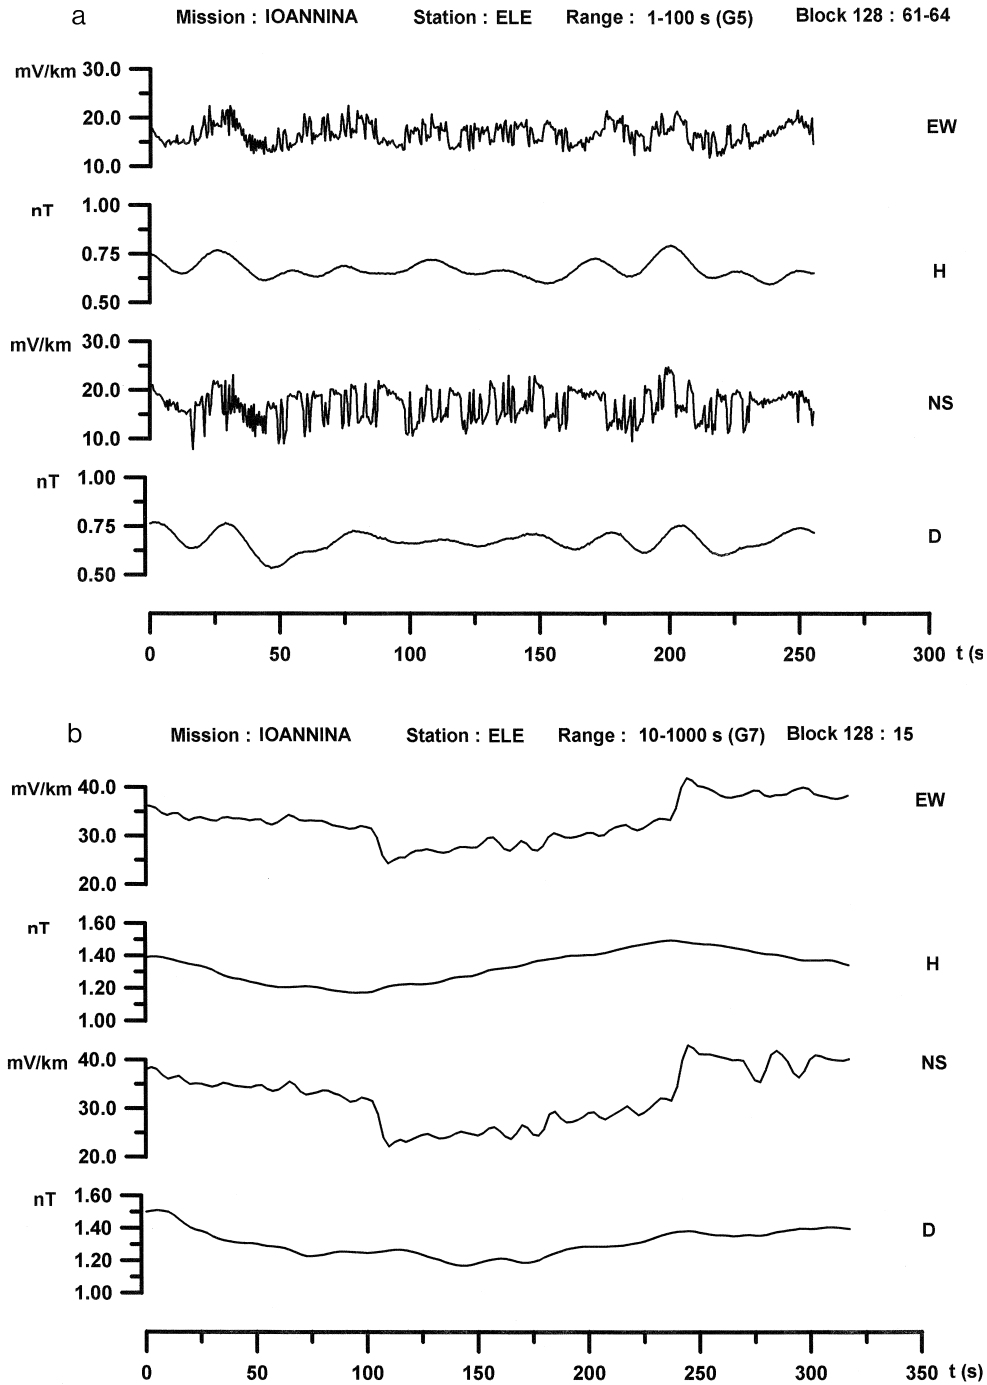 a Mission : IOANNINA Station : ELE Range : 1-100 s (G5) Block 128 : 61-64
mV/km 30.0
20.0
10.0
EW
nT 1.00
0.75
0.50
H
mV/km 30.0
20.0
10.0
NS
nT 1.00
0.75
0.50
D
0 50 100 150 200 250 300 t (s
b Mission : IOANNINA Station : ELE Range : 10-1000 s (G7) Block 128 : 15
mV/km 40.0
30.0
20.0
EW
nT 1.60
1.40
1.20
1.00
H
mV/km 40.0
30.0
20.0
NS
nT 1.60
1.40
1.20
1.00
D
0 50 100 150 200 250 300 350 t (s)